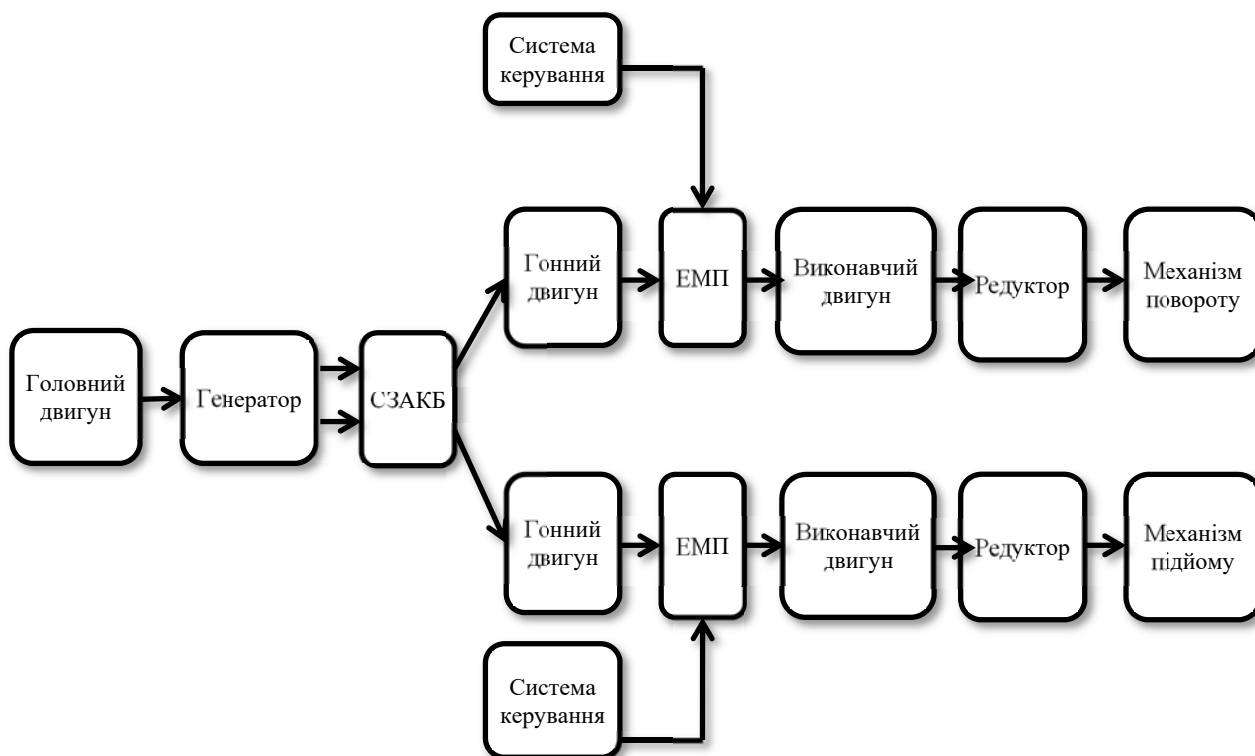 Система
керування
Гонний
двигун
ЕМП
Виконавчий
двигун
Редуктор
Механізм
повороту
Головний
двигун
Генератор
СЗАКБ
Гонний
двигун
ЕМП
Виконавчий
двигун
Редуктор
Механізм
підйому
Система
керування